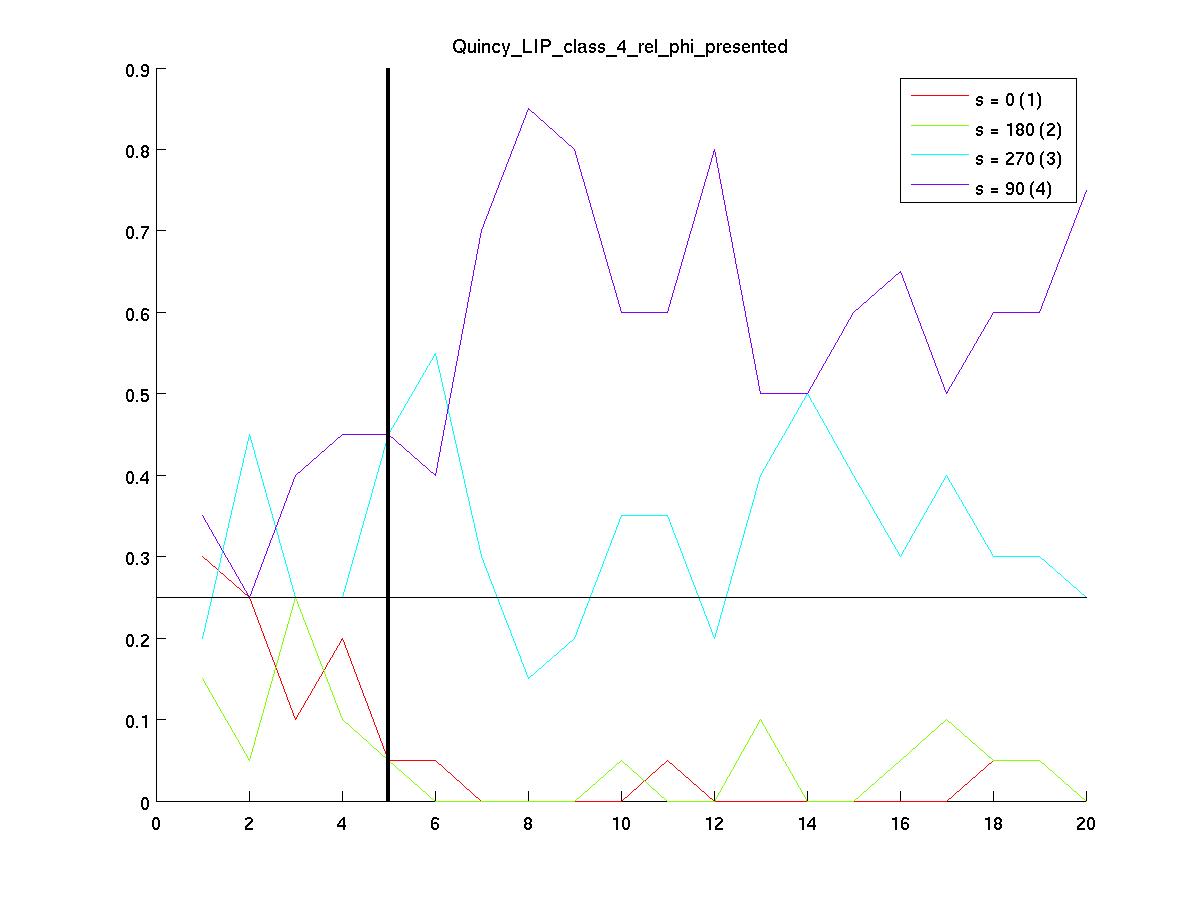 Quincy_LIP_class_4_rel_phi_presented
0.9
0.8
0.7
0.6
0.5
0.4
0.3
0.2
0.1
0
s = 0 (1)
s = 180 (2)
s = 270 (3)
s = 90 (4)
0 2 4 6 8 10 12 14 16 18 20